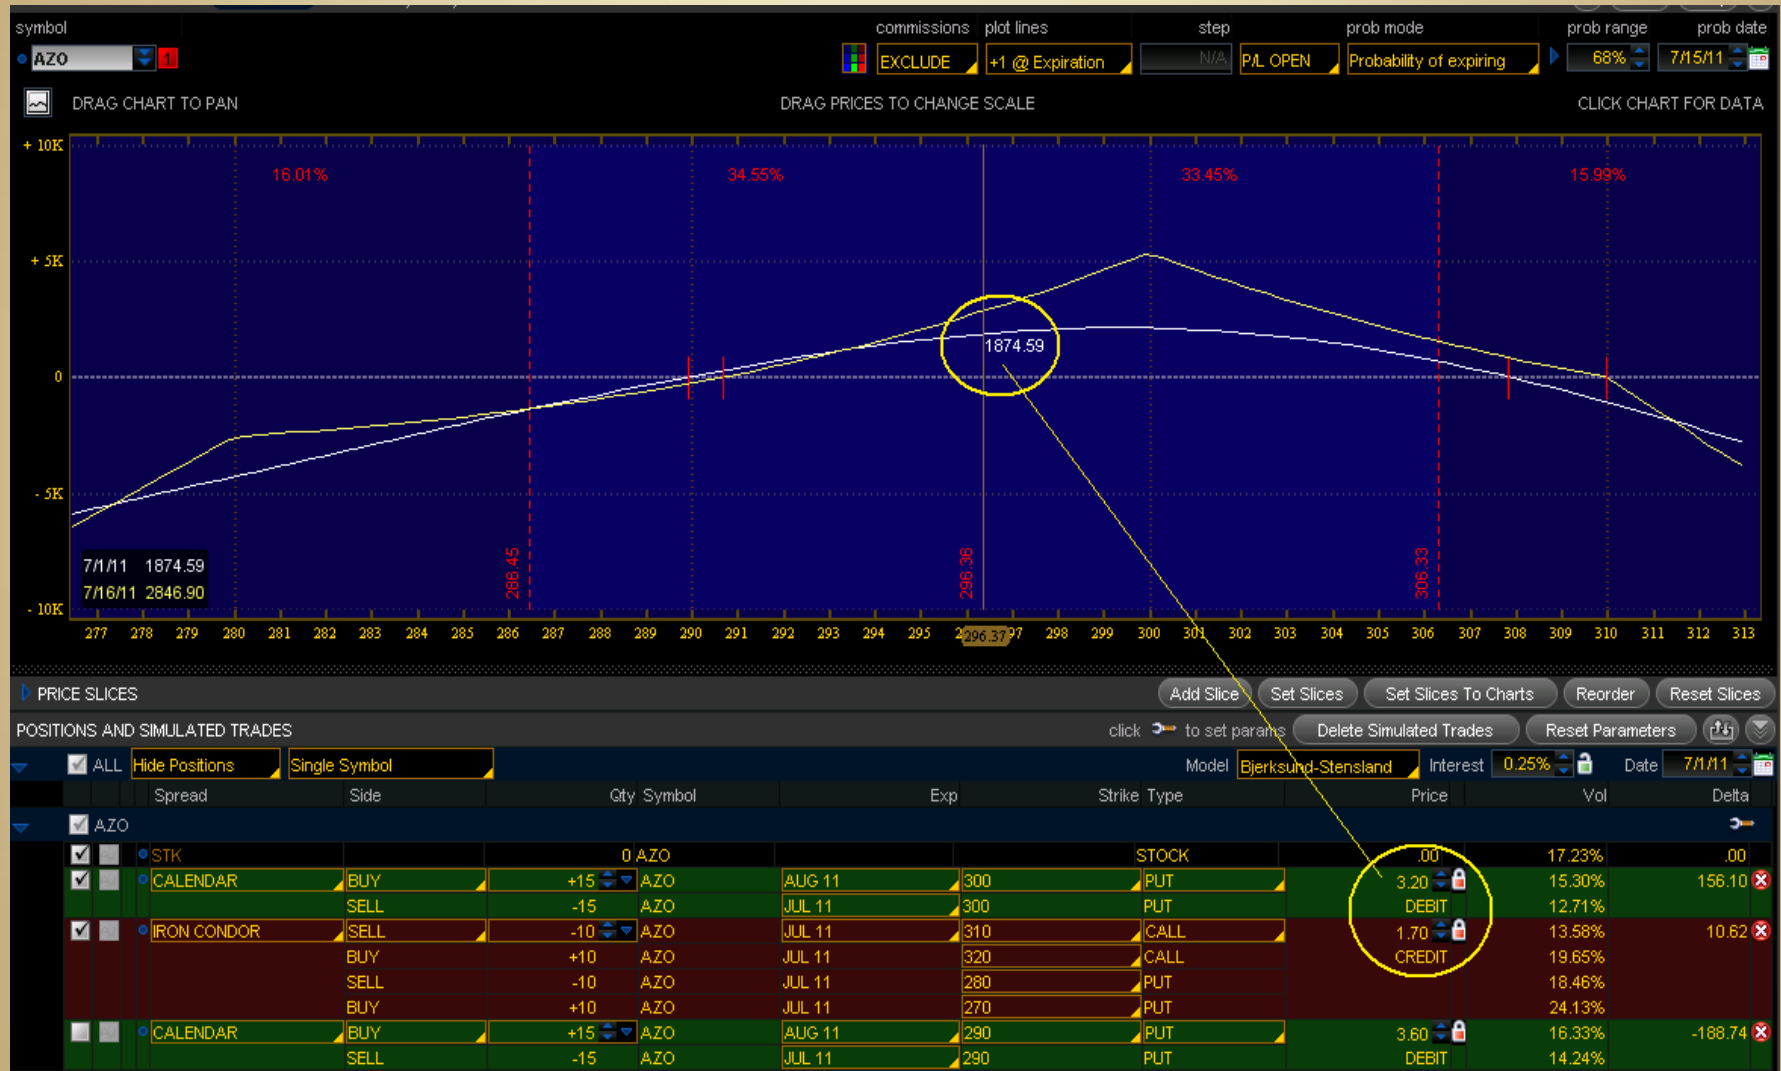 symbol commissions plot lines step prob mode prob range prob date
AZO 1 EXCLUDE +1 @ Expiration N/A P/L OPEN Probability of expiring 68% 7/15/11
DRAG CHART TO PAN DRAG PRICES TO CHANGE SCALE CLICK CHART FOR DATA
+ 10K
16.01% 34.55% 33.45% 15.99%
+ 5K
1874.59
0
- 5K
286.45 296.36 306.33
7/1/11 1874.59
7/16/11 2846.90
- 10K
277 278 279 280 281 282 283 284 285 286 287 288 289 290 291 292 293 294 295 296.37 97 298 299 300 301 302 303 304 305 306 307 308 309 310 311 312 313
PRICE SLICES Add Slice Set Slices Set Slices To Charts Reorder Reset Slices
POSITIONS AND SIMULATED TRADES click to set params Delete Simulated Trades Reset Parameters
ALL Hide Positions Single Symbol Model Bjerksund-Stensland Interest 0.25% Date 7/1/11
Spread Side Qty Symbol Exp Strike Type Price Vol Delta
AZO
STK 0 AZO STOCK .00 17.23% .00
CALENDAR BUY +15 AZO AUG 11 300 PUT 3.20 15.30% 156.10
SELL -15 AZO JUL 11 300 PUT DEBIT 12.71%
IRON CONDOR SELL -10 AZO JUL 11 310 CALL 1.70 13.58% 10.62
BUY +10 AZO JUL 11 320 CALL CREDIT 19.65%
SELL -10 AZO JUL 11 280 PUT 18.46%
BUY +10 AZO JUL 11 270 PUT 24.13%
CALENDAR BUY +15 AZO AUG 11 290 PUT 3.60 16.33% -188.74
SELL -15 AZO JUL 11 290 PUT DEBIT 14.24%